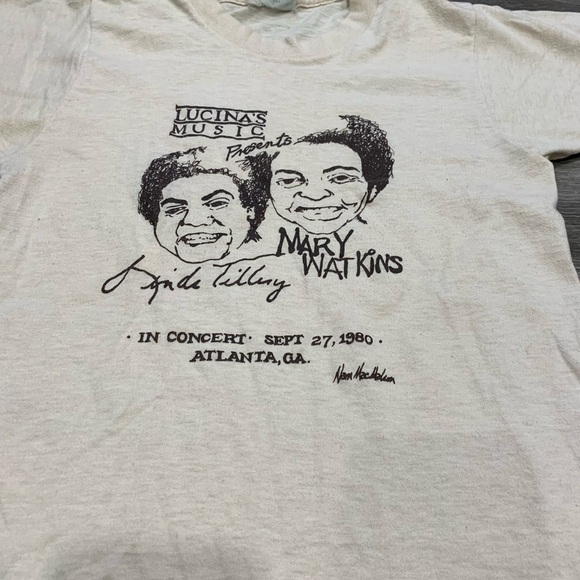 LUCINA'S
MUSIC
Presents
MARY
WATKINS
Linda Tillery
· IN CONCERT · SEPT 27, 1980 ·
ATLANTA, GA.